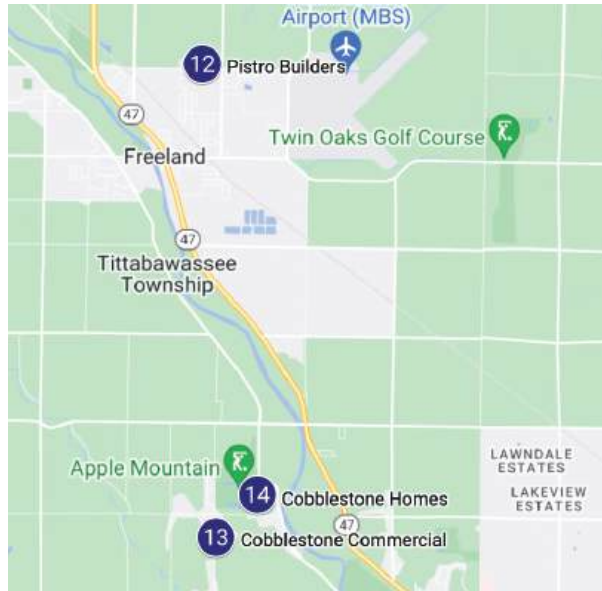 Airport (MBS)
12 Pistro Builders
47
Twin Oaks Golf Course
Freeland
47
Tittabawassee
Township
LAWNDALE
ESTATES
Apple Mountain
LAKEVIEW
ESTATES
14 Cobblestone Homes
47
13 Cobblestone Commercial